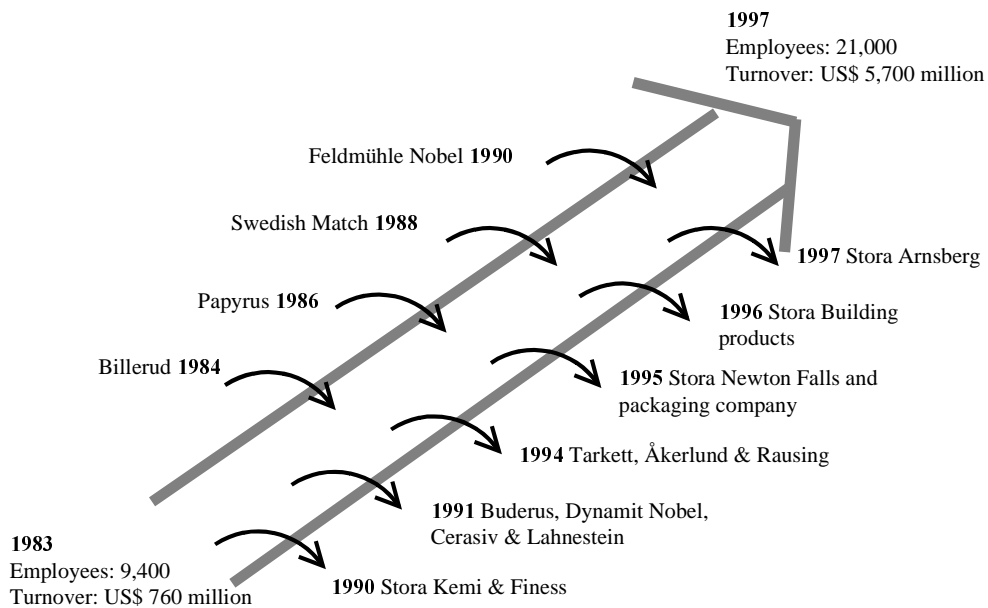 1997
Employees: 21,000
Turnover: US$ 5,700 million
Feldmühle Nobel 1990
Swedish Match 1988
1997 Stora Arnsberg
Papyrus 1986
1996 Stora Building
products
Billerud 1984
1995 Stora Newton Falls and
packaging company
1994 Tarkett, Åkerlund & Rausing
1991 Buderus, Dynamit Nobel,
Cerasiv & Lahnestein
1983
Employees: 9,400
Turnover: US$ 760 million
1990 Stora Kemi & Finess